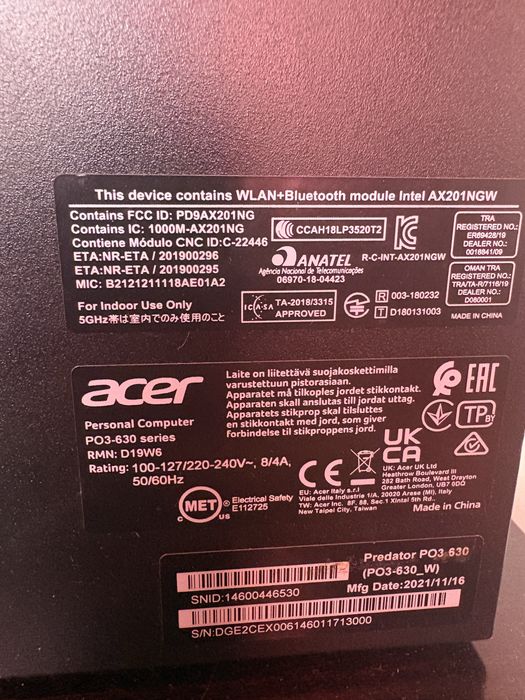 This device contains WLAN+Bluetooth module Intel AX201NGW
Contains FCC ID: PD9AX201NG
Contains IC: 1000M-AX201NG
Contiene Módulo CNC ID:C-22446
ETA:NR-ETA / 201900296
ETA:NR-ETA / 201900295
MIC: B2121211118AE01A2
For Indoor Use Only
5GHz帯は室内でのみ使用のこと
CCAH18LP3520T2
ANATEL
Agência Nacional de Telecomunicações
06970-18-04423
R-C-INT-AX201NGW
ICASA
TA-2018/3315
APPROVED
R 003-180232
T D180131003
TRA
REGISTERED NO.:
ER69428/19
DEALER NO.:
0018841/09
OMAN TRA
REGISTERED No.:
TRA/TA-R/7116/19
DEALER No.:
D080001
MADE IN CHINA
acer
Personal Computer
PO3-630 series
RMN: D19W6
Rating: 100-127/220-240V~, 8/4A,
50/60Hz
MET
C US
Electrical Safety
E112725
Laite on liitettävä suojakoskettimilla
varustettuun pistorasiaan.
Apparatet må tilkoples jordet stikkontakt.
Apparaten skall anslutas till jordat uttag.
Apparatets stikprop skal tilsluttes
en stikkontakt med jord, som giver
forbindelse til stikproppens jord.
EAC
TP BY
UK
CA
CE
UK: Acer UK Ltd
Heathrow Boulevard III
282 Bath Road, West Drayton
Greater London, UB7 0DQ
EU: Acer Italy s.r.l
Viale delle Industrie 1/A, 20020 Arese (MI), Italy
TW: Acer Inc. 8F. 88, Sec.1 Xintai 5th Rd.,
New Taipei City, Taiwan
Made in China
Predator PO3-630
(PO3-630_W)
Mfg Date:2021/11/16
SNID:14600446530
S/N:DGE2CEX006146011713000